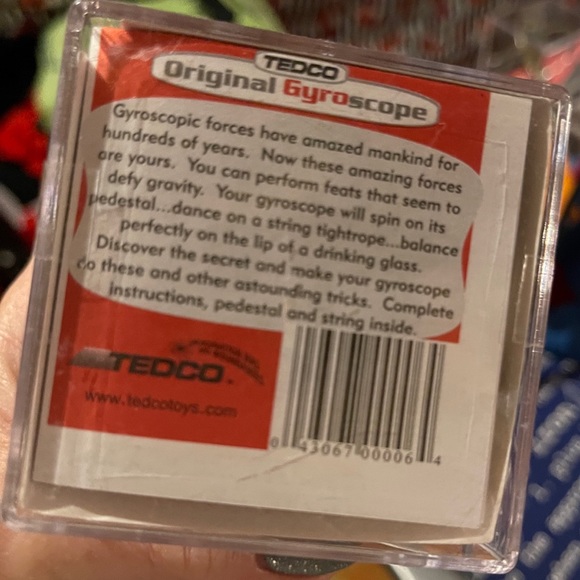 TEDCO
Original Gyroscope
Gyroscopic forces have amazed mankind for
hundreds of years. Now these amazing forces
are yours. You can perform feats that seem to
defy gravity. Your gyroscope will spin on its
pedestal...dance on a string tightrope...balance
perfectly on the lip of a drinking glass.
Discover the secret and make your gyroscope
do these and other astounding tricks. Complete
instructions, pedestal and string inside.
TEDCO
www.tedcotoys.com
0 43067 00006 4